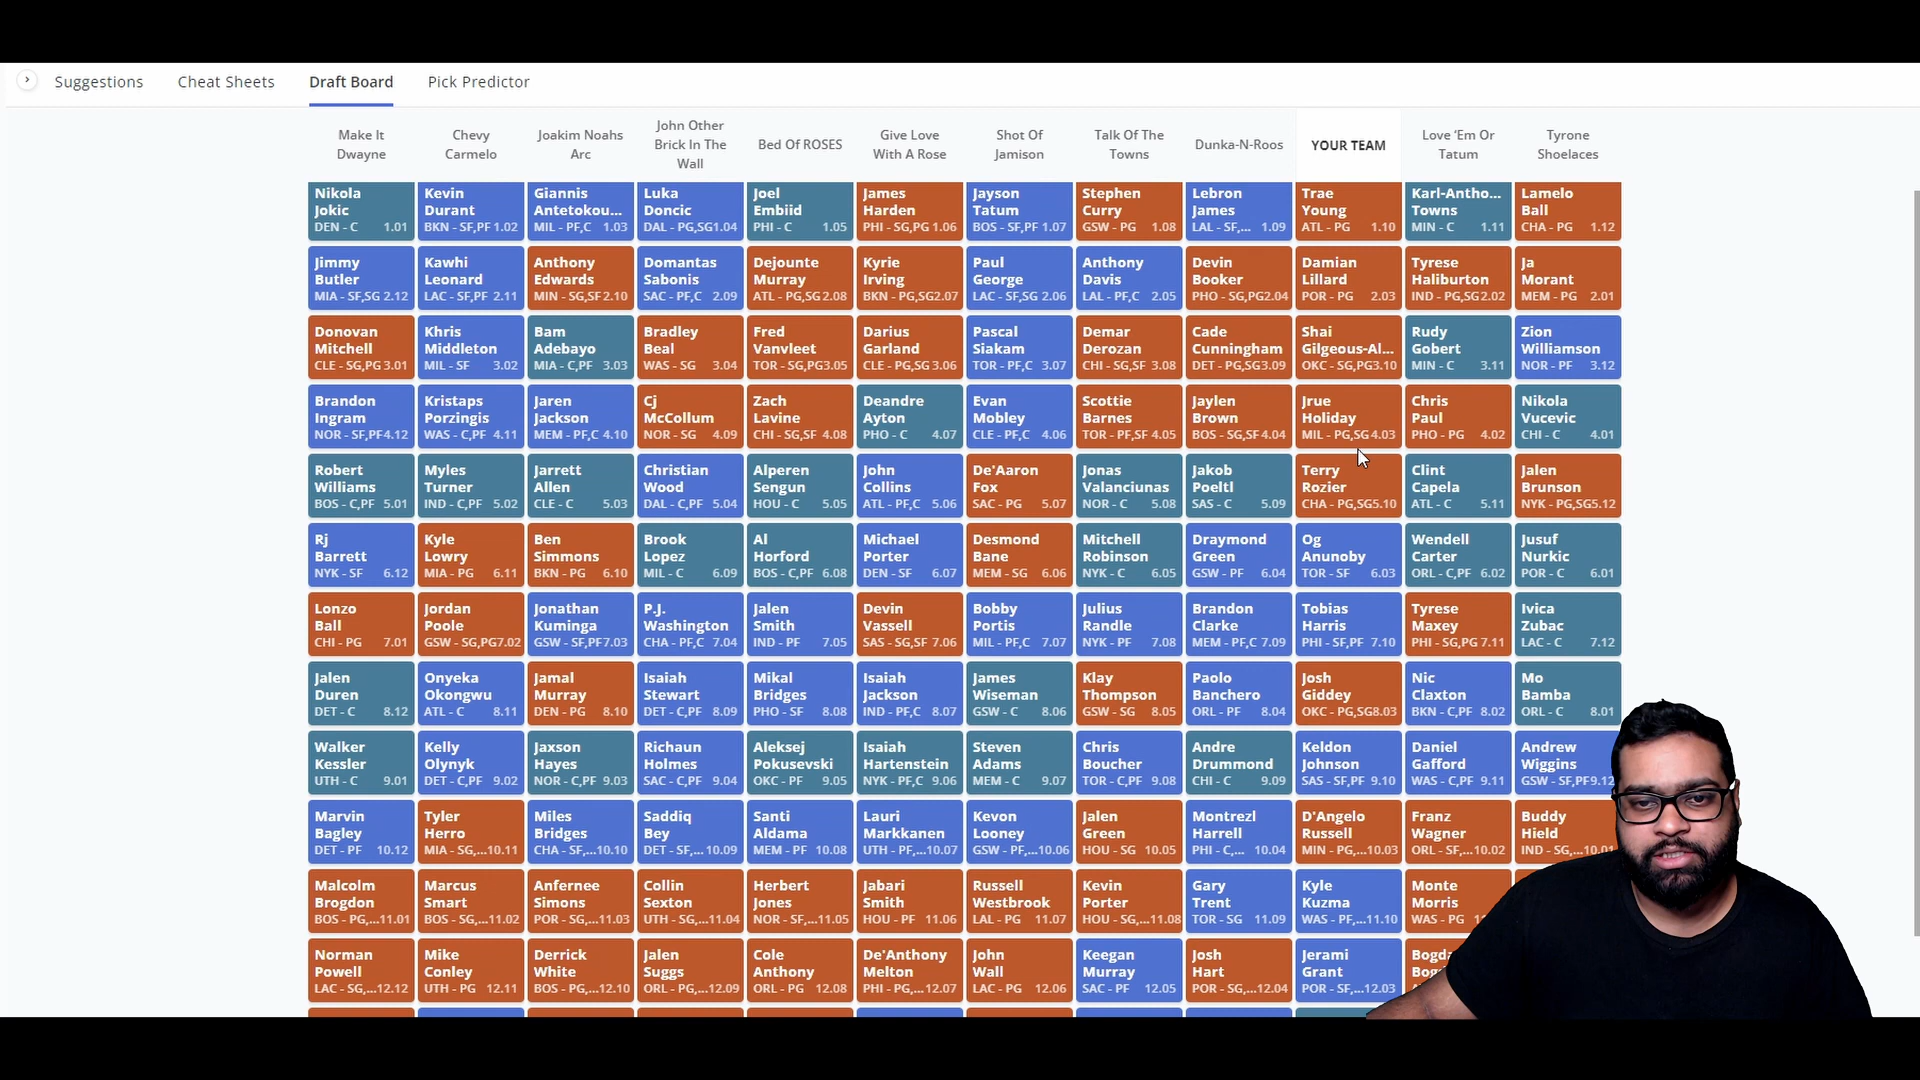 Suggestions Cheat Sheets Draft Board Pick Predictor
Make It Dwayne
Chevy Carmelo
Joakim Noahs Arc
John Other Brick In The Wall
Bed Of ROSES
Give Love With A Rose
Shot Of Jamison
Talk Of The Towns
Dunka-N-Roos
YOUR TEAM
Love 'Em Or Tatum
Tyrone Shoelaces
Nikola Jokic DEN - C 1.01
Kevin Durant BKN - SF,PF 1.02
Giannis Antetokou... MIL - PF,C 1.03
Luka Doncic DAL - PG,SG 1.04
Joel Embiid PHI - C 1.05
James Harden PHI - SG,PG 1.06
Jayson Tatum BOS - SF,PF 1.07
Stephen Curry GSW - PG 1.08
Lebron James LAL - SF,... 1.09
Trae Young ATL - PG 1.10
Karl-Antho... Towns MIN - C 1.11
Lamelo Ball CHA - PG 1.12
Jimmy Butler MIA - SF,SG 2.12
Kawhi Leonard LAC - SF,PF 2.11
Anthony Edwards MIN - SG,SF 2.10
Domantas Sabonis SAC - PF,C 2.09
Dejounte Murray ATL - PG,SG 2.08
Kyrie Irving BKN - PG,SG 2.07
Paul George LAC - SF,SG 2.06
Anthony Davis LAL - PF,C 2.05
Devin Booker PHO - SG,PG 2.04
Damian Lillard POR - PG 2.03
Tyrese Haliburton IND - PG,SG 2.02
Ja Morant MEM - PG 2.01
Donovan Mitchell CLE - SG,PG 3.01
Khris Middleton MIL - SF 3.02
Bam Adebayo MIA - C,PF 3.03
Bradley Beal WAS - SG 3.04
Fred Vanvleet TOR - SG,PG 3.05
Darius Garland CLE - PG,SG 3.06
Pascal Siakam TOR - PF,C 3.07
Demar Derozan CHI - SG,SF 3.08
Cade Cunningham DET - PG,SG 3.09
Shai Gilgeous-Al... OKC - SG,PG 3.10
Rudy Gobert MIN - C 3.11
Zion Williamson NOR - PF 3.12
Brandon Ingram NOR - SF,PF 4.12
Kristaps Porzingis WAS - C,PF 4.11
Jaren Jackson MEM - PF,C 4.10
Cj McCollum NOR - SG 4.09
Zach Lavine CHI - SG,SF 4.08
Deandre Ayton PHO - C 4.07
Evan Mobley CLE - PF,C 4.06
Scottie Barnes TOR - PF,SF 4.05
Jaylen Brown BOS - SG,SF 4.04
Jrue Holiday MIL - PG,SG 4.03
Chris Paul PHO - PG 4.02
Nikola Vucevic CHI - C 4.01
Robert Williams BOS - C,PF 5.01
Myles Turner IND - C,PF 5.02
Jarrett Allen CLE - C 5.03
Christian Wood DAL - C,PF 5.04
Alperen Sengun HOU - C 5.05
John Collins ATL - PF,C 5.06
De'Aaron Fox SAC - PG 5.07
Jonas Valanciunas NOR - C 5.08
Jakob Poeltl SAS - C 5.09
Terry Rozier CHA - PG,SG 5.10
Clint Capela ATL - C 5.11
Jalen Brunson NYK - PG,SG 5.12
Rj Barrett NYK - SF 6.12
Kyle Lowry MIA - PG 6.11
Ben Simmons BKN - PG 6.10
Brook Lopez MIL - C 6.09
Al Horford BOS - C,PF 6.08
Michael Porter DEN - SF 6.07
Desmond Bane MEM - SG 6.06
Mitchell Robinson NYK - C 6.05
Draymond Green GSW - PF 6.04
Og Anunoby TOR - SF 6.03
Wendell Carter ORL - C,PF 6.02
Jusuf Nurkic POR - C 6.01
Lonzo Ball CHI - PG 7.01
Jordan Poole GSW - SG,PG 7.02
Jonathan Kuminga GSW - SF,PF 7.03
P.J. Washington CHA - PF,C 7.04
Jalen Smith IND - PF 7.05
Devin Vassell SAS - SG,SF 7.06
Bobby Portis MIL - PF,C 7.07
Julius Randle NYK - PF 7.08
Brandon Clarke MEM - PF,C 7.09
Tobias Harris PHI - SF,PF 7.10
Tyrese Maxey PHI - SG,PG 7.11
Ivica Zubac LAC - C 7.12
Jalen Duren DET - C 8.12
Onyeka Okongwu ATL - C 8.11
Jamal Murray DEN - PG 8.10
Isaiah Stewart DET - C,PF 8.09
Mikal Bridges PHO - SF 8.08
Isaiah Jackson IND - PF,C 8.07
James Wiseman GSW - C 8.06
Klay Thompson GSW - SG 8.05
Paolo Banchero ORL - PF 8.04
Josh Giddey OKC - PG,SG 8.03
Nic Claxton BKN - C,PF 8.02
Mo Bamba ORL - C 8.01
Walker Kessler UTH - C 9.01
Kelly Olynyk DET - C,PF 9.02
Jaxson Hayes NOR - C,PF 9.03
Richaun Holmes SAC - C,PF 9.04
Aleksej Pokusevski OKC - PF 9.05
Isaiah Hartenstein NYK - PF,C 9.06
Steven Adams MEM - C 9.07
Chris Boucher TOR - C,PF 9.08
Andre Drummond CHI - C 9.09
Keldon Johnson SAS - SF,PF 9.10
Daniel Gafford WAS - C,PF 9.11
Andrew Wiggins GSW - SF,PF 9.12
Marvin Bagley DET - PF 10.12
Tyler Herro MIA - SG,... 10.11
Miles Bridges CHA - SF,... 10.10
Saddiq Bey DET - SF,... 10.09
Santi Aldama MEM - PF 10.08
Lauri Markkanen UTH - PF,... 10.07
Kevon Looney GSW - PF,... 10.06
Jalen Green HOU - SG 10.05
Montrezl Harrell PHI - C,... 10.04
D'Angelo Russell MIN - PG,... 10.03
Franz Wagner ORL - SF,... 10.02
Buddy Hield IND - SG,... 10.01
Malcolm Brogdon BOS - PG,... 11.01
Marcus Smart BOS - SG,... 11.02
Anfernee Simons POR - SG,... 11.03
Collin Sexton UTH - SG,... 11.04
Herbert Jones NOR - SF,... 11.05
Jabari Smith HOU - PF 11.06
Russell Westbrook LAL - PG 11.07
Kevin Porter HOU - SG,... 11.08
Gary Trent TOR - SG 11.09
Kyle Kuzma WAS - PF,... 11.10
Monte Morris WAS - PG
Norman Powell LAC - SG,... 12.12
Mike Conley UTH - PG 12.11
Derrick White BOS - PG,... 12.10
Jalen Suggs ORL - PG,... 12.09
Cole Anthony ORL - PG 12.08
De'Anthony Melton PHI - PG,... 12.07
John Wall LAC - PG 12.06
Keegan Murray SAC - PF 12.05
Josh Hart POR - SG,... 12.04
Jerami Grant POR - SF,... 12.03